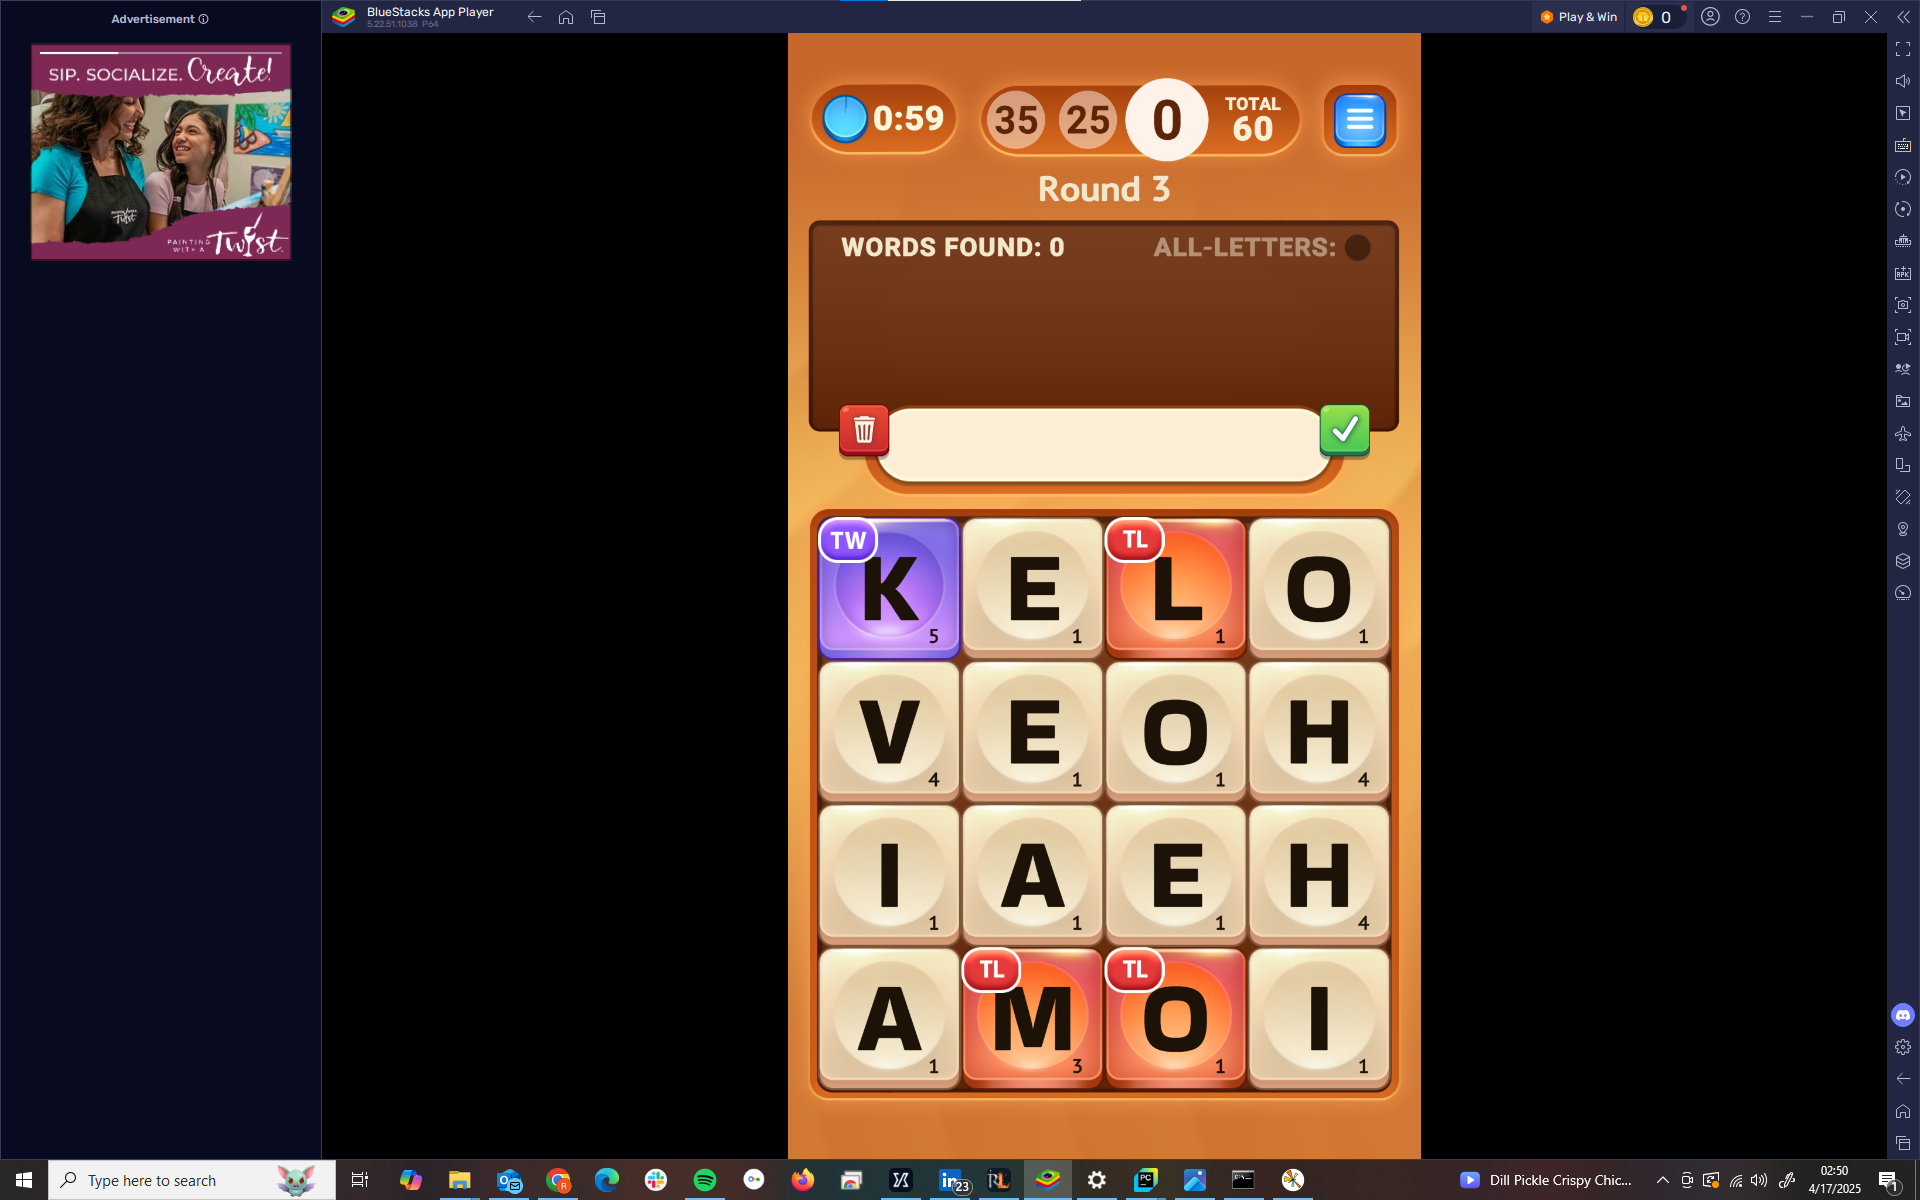 Advertisement
SIP. SOCIALIZE. Create!
PAINTING WITH A Twist
BlueStacks App Player
5.22.51.1038 P64
Play & Win
0
0:59
35 25 0
TOTAL
60
Round 3
WORDS FOUND: 0
ALL-LETTERS:
TW K 5
E 1
TL L 1
O 1
V 4
E 1
O 1
H 4
I 1
A 1
E 1
H 4
A 1
TL M 3
TL O 1
I 1
Type here to search
23
Dill Pickle Crispy Chic...
02:50
4/17/2025
1